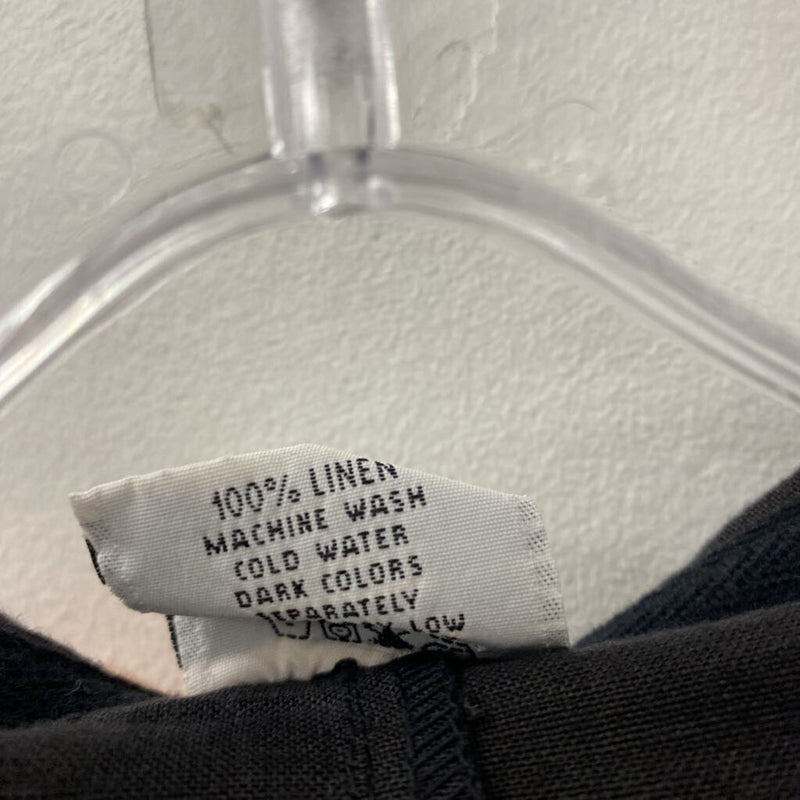 100% LINEN
MACHINE WASH
COLD WATER
DARK COLORS
SEPARATELY
LOW